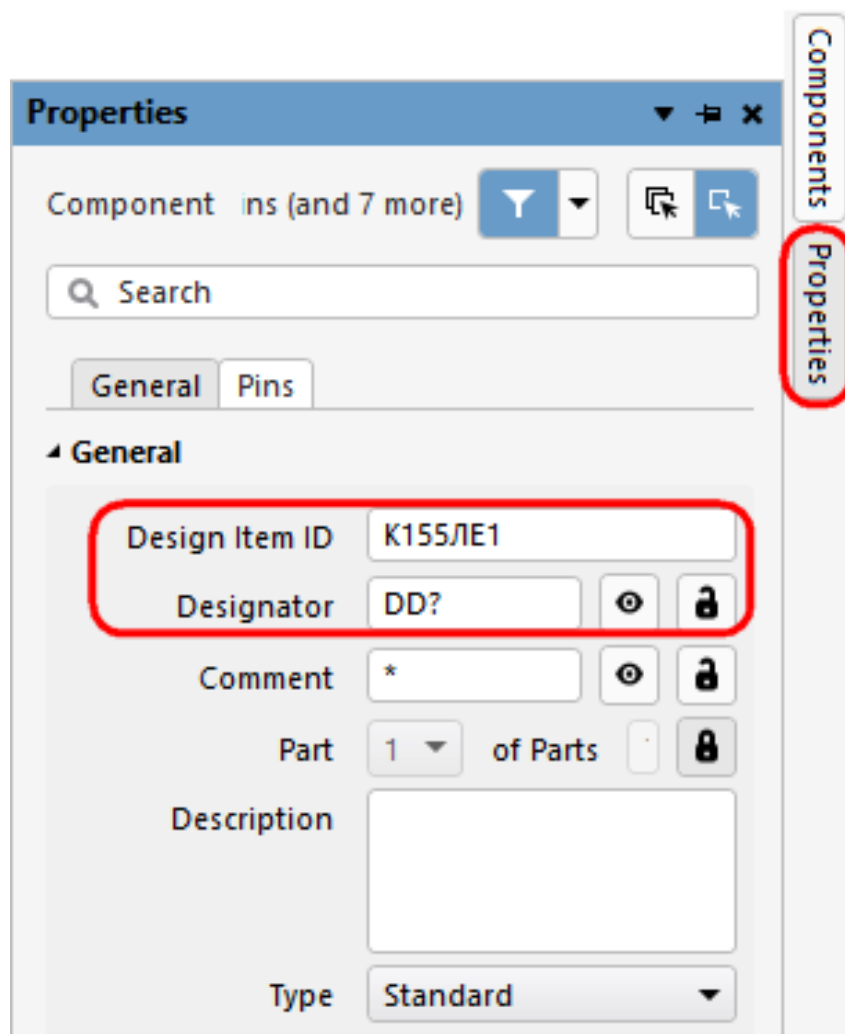 Components
Properties
Properties
Component ins (and 7 more)
Search
General Pins
General
Design Item ID К155ЛЕ1
Designator DD?
Comment *
Part 1 of Parts
Description
Type Standard